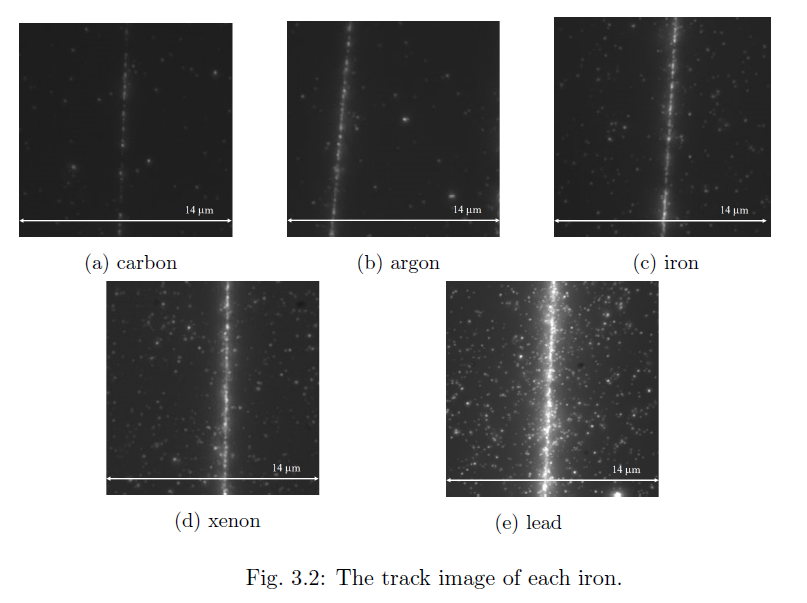 14 µm
14 µm
14 µm
(a) carbon
(b) argon
(c) iron
14 µm
14 µm
(d) xenon
(e) lead
Fig. 3.2: The track image of each iron.